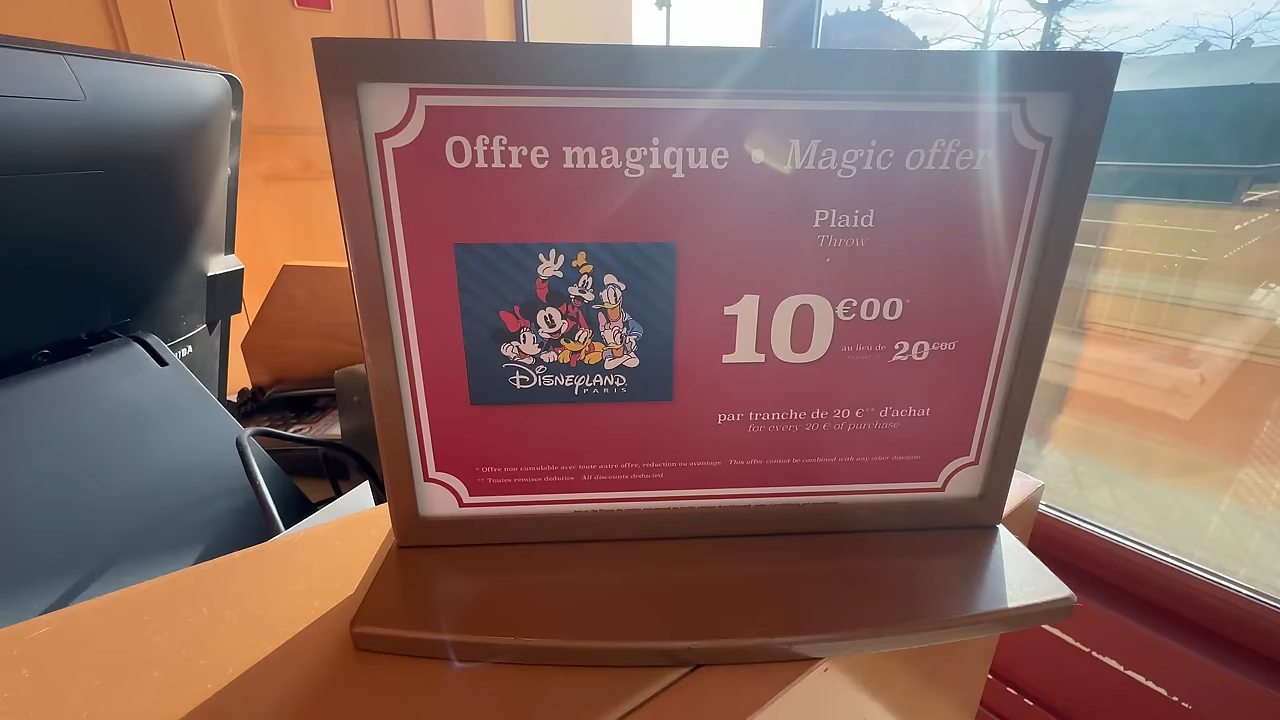 Offre magique • Magic offer
Plaid
Throw
DISNEYLAND
PARIS
10€00*
au lieu de 20€00
par tranche de 20 €** d'achat
for every 20 € of purchase
* Offre non cumulable avec toute autre offre, réduction ou avantage. This offer cannot be combined with any other discount.
** Toutes remises déduites. All discounts deducted.